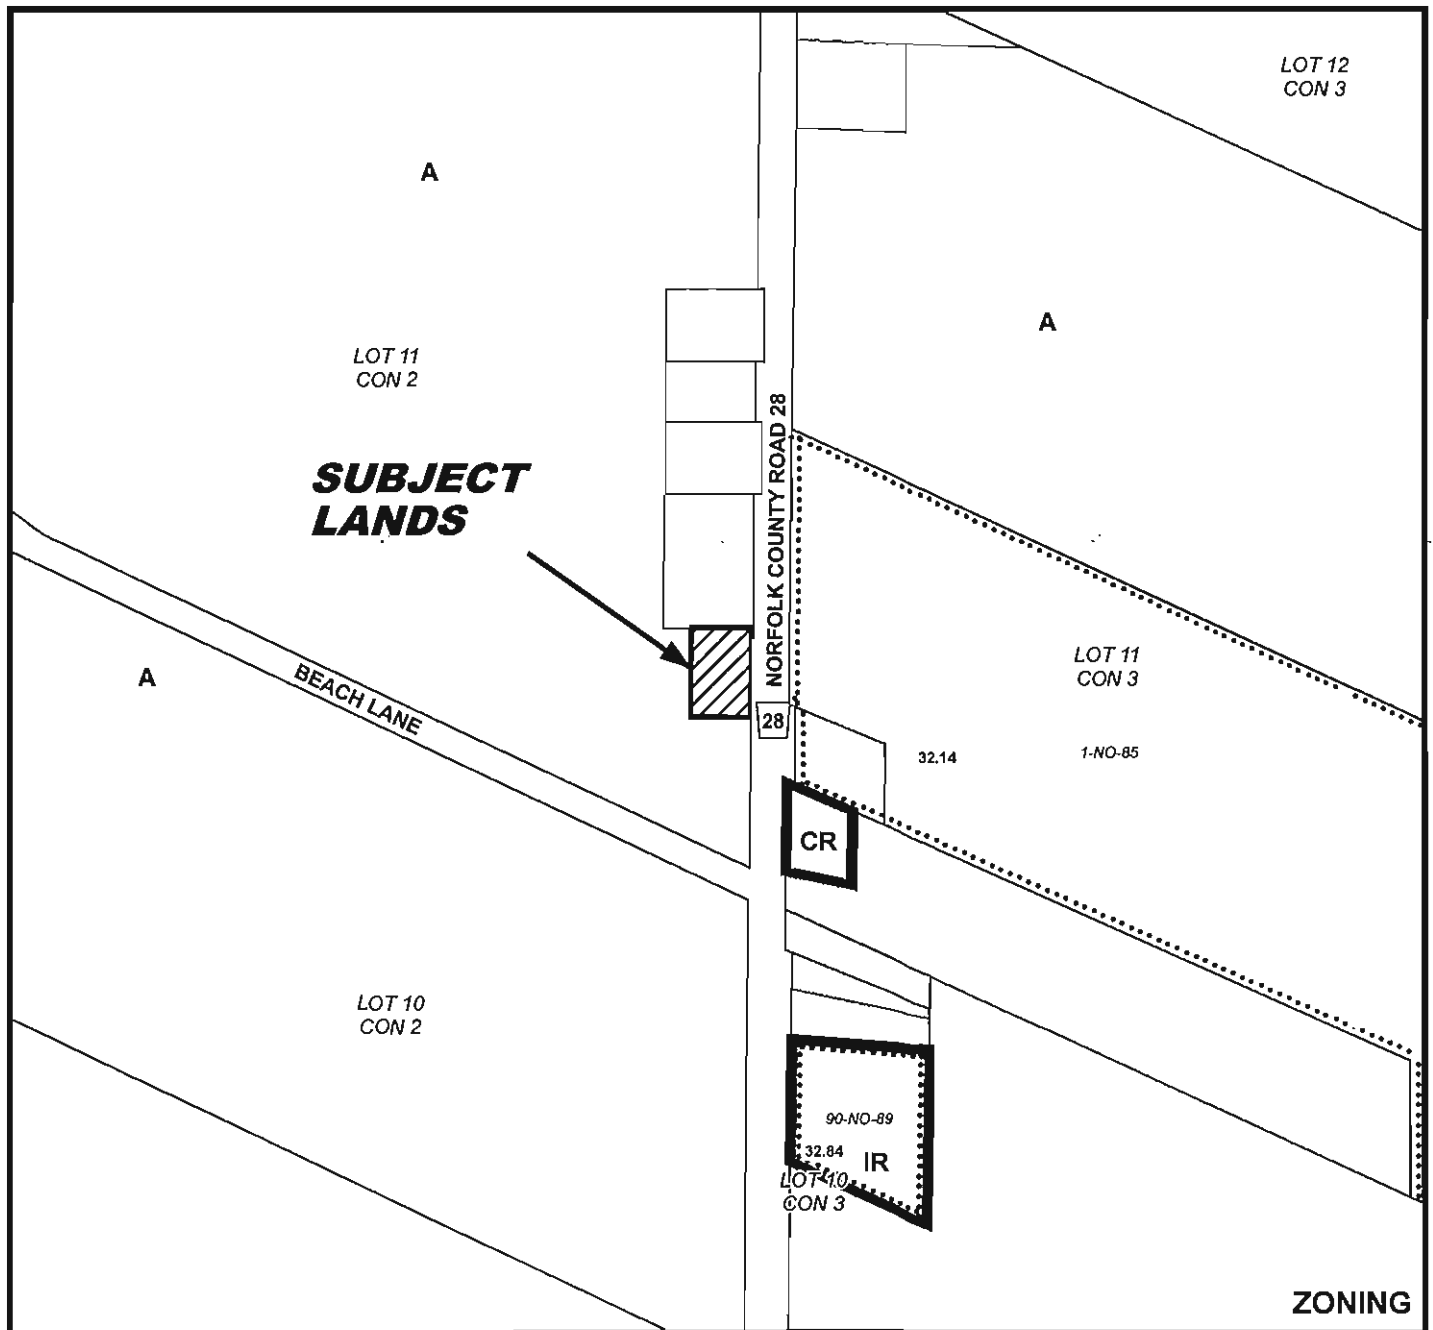 LOT 12
CON 3
A
A
LOT 11
CON 2
NORFOLK COUNTY ROAD 28
SUBJECT
LANDS
LOT 11
CON 3
A
BEACH LANE
28
32.14
1-NO-85
CR
LOT 10
CON 2
90-NO-89
32.84
IR
LOT 10
CON 3
ZONING